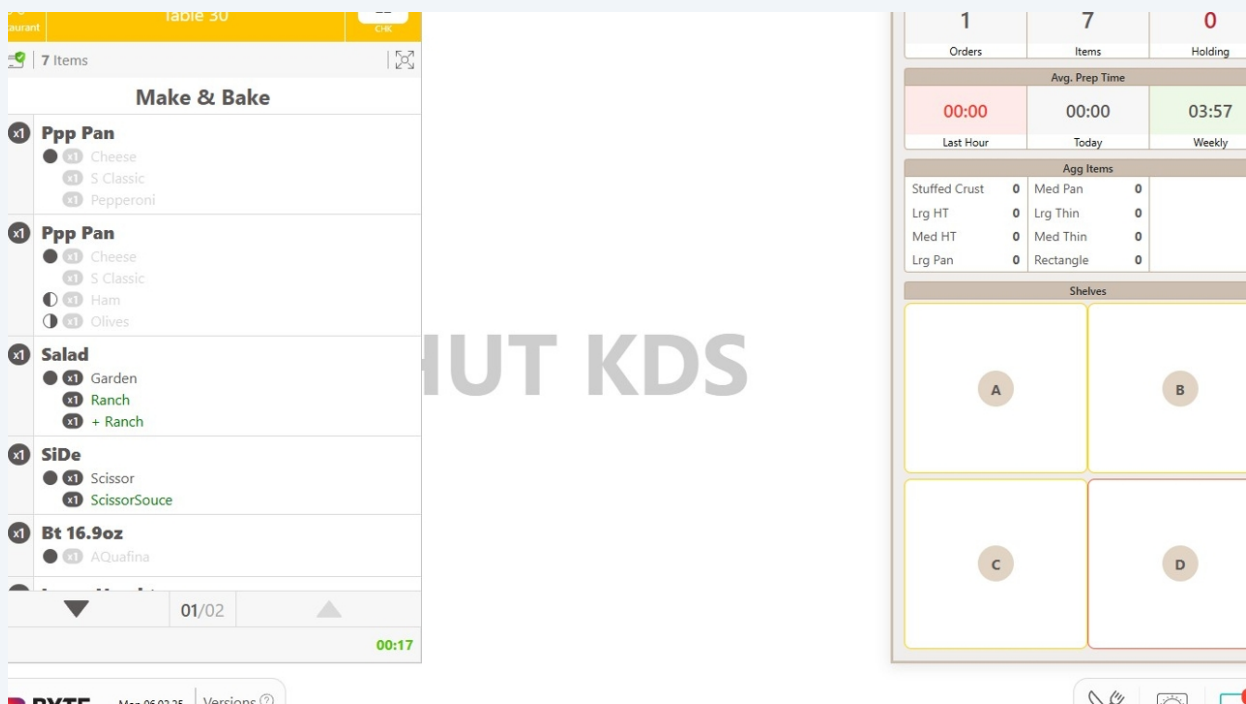 Table 30
taurant
CHK
7 Items
Make & Bake
x1 Ppp Pan
x1 Cheese
x1 S Classic
x1 Pepperoni
x1 Ppp Pan
x1 Cheese
x1 S Classic
x1 Ham
x1 Olives
x1 Salad
x1 Garden
x1 Ranch
x1 + Ranch
x1 SiDe
x1 Scissor
x1 ScissorSouce
x1 Bt 16.9oz
x1 AQuafina
01/02
00:17
HUT KDS
1 7 0
Orders Items Holding
Avg. Prep Time
00:00 00:00 03:57
Last Hour Today Weekly
Agg Items
Stuffed Crust 0 Med Pan 0
Lrg HT 0 Lrg Thin 0
Med HT 0 Med Thin 0
Lrg Pan 0 Rectangle 0
Shelves
A B
C D
BYTE
Versions ?